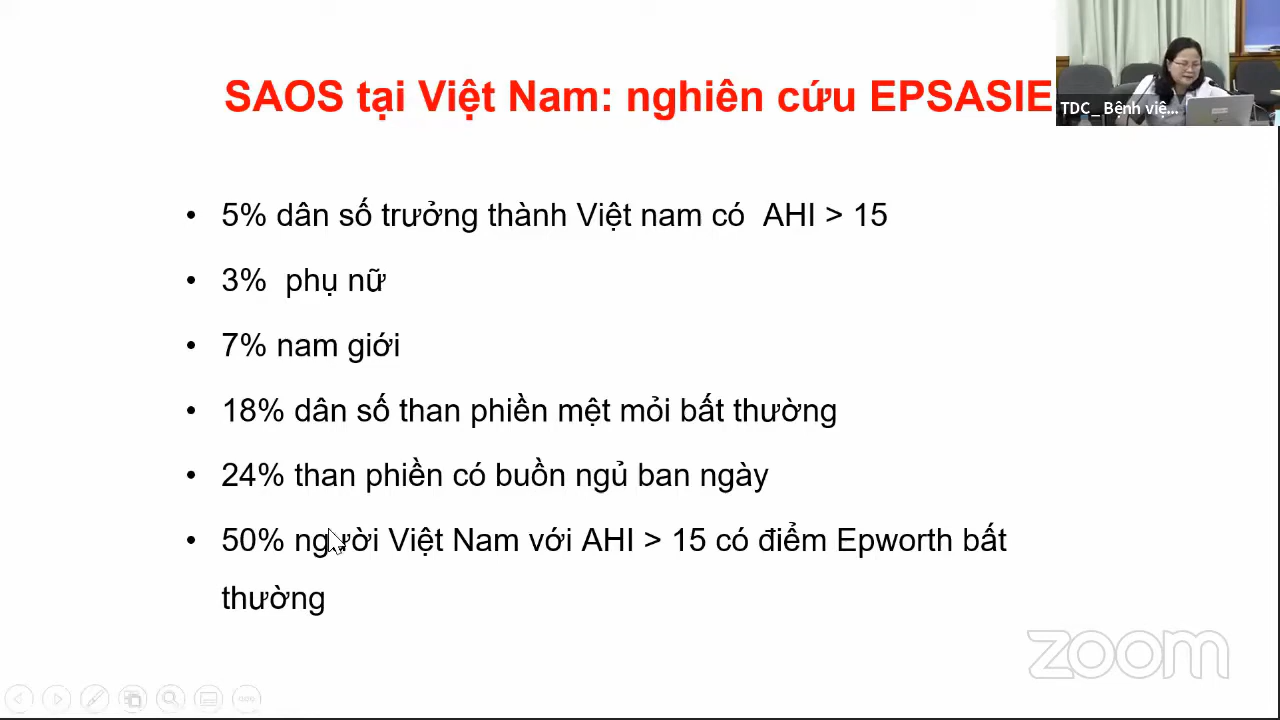 SAOS tại Việt Nam: nghiên cứu EPSASIE
TDC_ Bệnh việ...
• 5% dân số trưởng thành Việt nam có AHI > 15
• 3% phụ nữ
• 7% nam giới
• 18% dân số than phiền mệt mỏi bất thường
• 24% than phiền có buồn ngủ ban ngày
• 50% người Việt Nam với AHI > 15 có điểm Epworth bất
thường
zoom